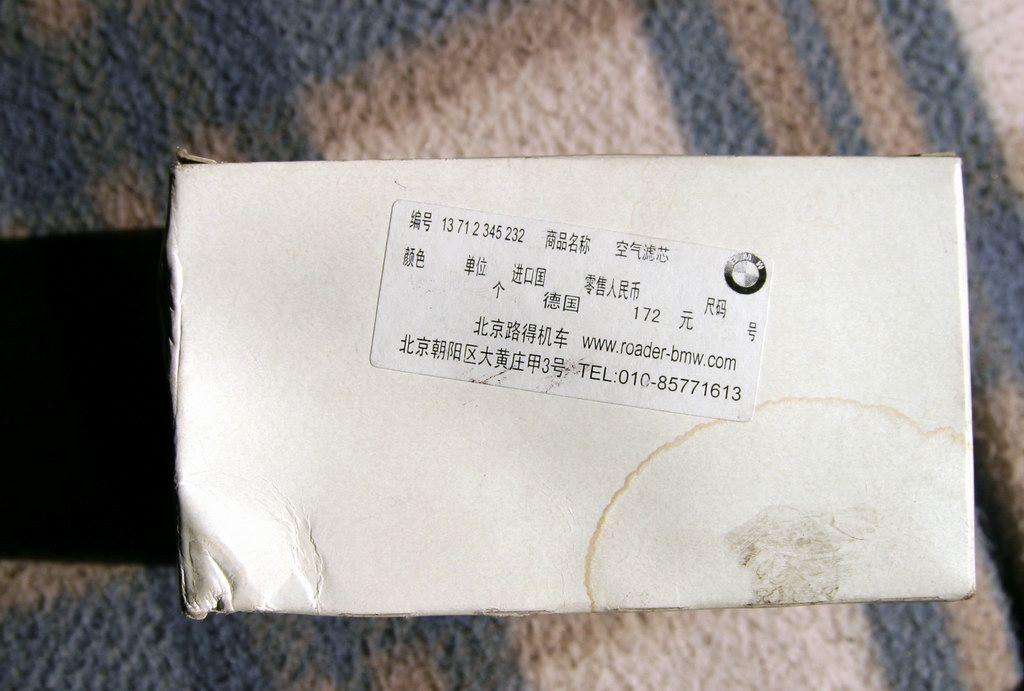 编号 13 71 2 345 232 商品名称 空气滤芯
颜色 单位 进口国 零售人民币 尺码
个 德国 172 元 号
北京路得机车 www.roader-bmw.com
北京朝阳区大黄庄甲3号 TEL:010-85771613
BMW